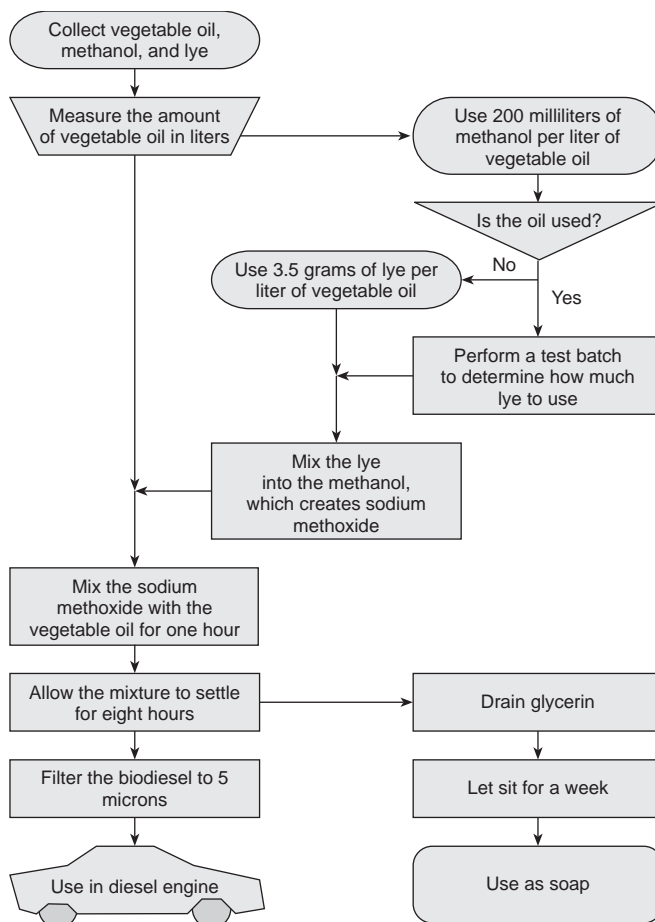 Collect vegetable oil,
methanol, and lye
Measure the amount
of vegetable oil in liters
Use 200 milliliters of
methanol per liter of
vegetable oil
Is the oil used?
No
Yes
Use 3.5 grams of lye per
liter of vegetable oil
Perform a test batch
to determine how much
lye to use
Mix the lye
into the methanol,
which creates sodium
methoxide
Mix the sodium
methoxide with the
vegetable oil for one hour
Allow the mixture to settle
for eight hours
Drain glycerin
Filter the biodiesel to 5
microns
Let sit for a week
Use in diesel engine
Use as soap